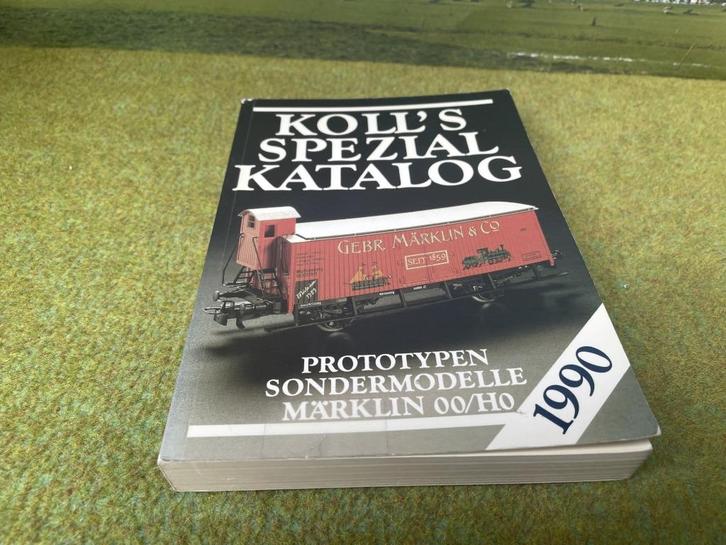 KOLL'S
SPEZIAL
KATALOG
GEBR. MÄRKLIN & CO
SEIT 1859
PROTOTYPEN
SONDERMODELLE
MÄRKLIN 00/H0
1990